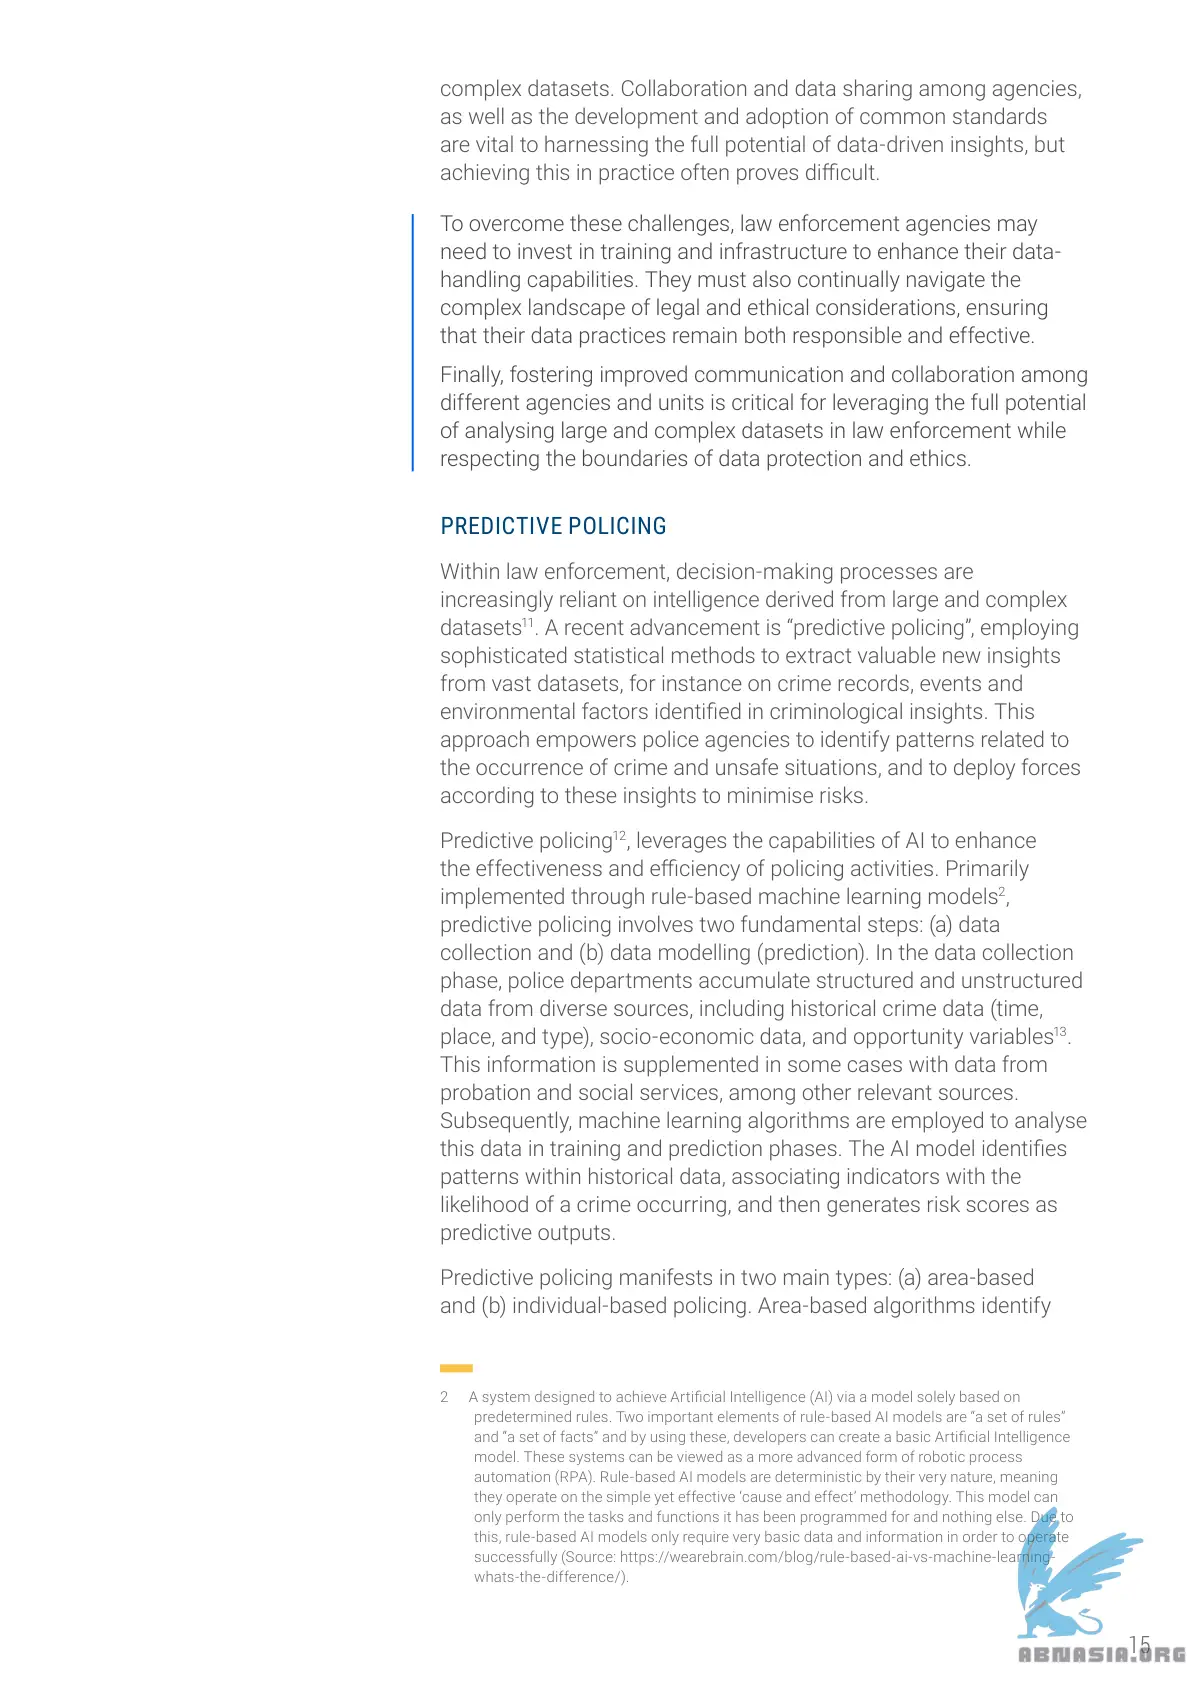 complex datasets. Collaboration and data sharing among agencies,
as well as the development and adoption of common standards
are vital to harnessing the full potential of data-driven insights, but
achieving this in practice often proves difficult.
To overcome these challenges, law enforcement agencies may
need to invest in training and infrastructure to enhance their data-
handling capabilities. They must also continually navigate the
complex landscape of legal and ethical considerations, ensuring
that their data practices remain both responsible and effective.
Finally, fostering improved communication and collaboration among
different agencies and units is critical for leveraging the full potential
of analysing large and complex datasets in law enforcement while
respecting the boundaries of data protection and ethics.
PREDICTIVE POLICING
Within law enforcement, decision-making processes are
increasingly reliant on intelligence derived from large and complex
datasets11. A recent advancement is “predictive policing”, employing
sophisticated statistical methods to extract valuable new insights
from vast datasets, for instance on crime records, events and
environmental factors identified in criminological insights. This
approach empowers police agencies to identify patterns related to
the occurrence of crime and unsafe situations, and to deploy forces
according to these insights to minimise risks.
Predictive policing12, leverages the capabilities of AI to enhance
the effectiveness and efficiency of policing activities. Primarily
implemented through rule-based machine learning models2,
predictive policing involves two fundamental steps: (a) data
collection and (b) data modelling (prediction). In the data collection
phase, police departments accumulate structured and unstructured
data from diverse sources, including historical crime data (time,
place, and type), socio-economic data, and opportunity variables13.
This information is supplemented in some cases with data from
probation and social services, among other relevant sources.
Subsequently, machine learning algorithms are employed to analyse
this data in training and prediction phases. The AI model identifies
patterns within historical data, associating indicators with the
likelihood of a crime occurring, and then generates risk scores as
predictive outputs.
Predictive policing manifests in two main types: (a) area-based
and (b) individual-based policing. Area-based algorithms identify
2 A system designed to achieve Artificial Intelligence (AI) via a model solely based on
predetermined rules. Two important elements of rule-based AI models are “a set of rules”
and “a set of facts” and by using these, developers can create a basic Artificial Intelligence
model. These systems can be viewed as a more advanced form of robotic process
automation (RPA). Rule-based AI models are deterministic by their very nature, meaning
they operate on the simple yet effective ‘cause and effect’ methodology. This model can
only perform the tasks and functions it has been programmed for and nothing else. Due to
this, rule-based AI models only require very basic data and information in order to operate
successfully (Source: https://wearebrain.com/blog/rule-based-ai-vs-machine-learning-
whats-the-difference/).
15
ABNASIA.ORG